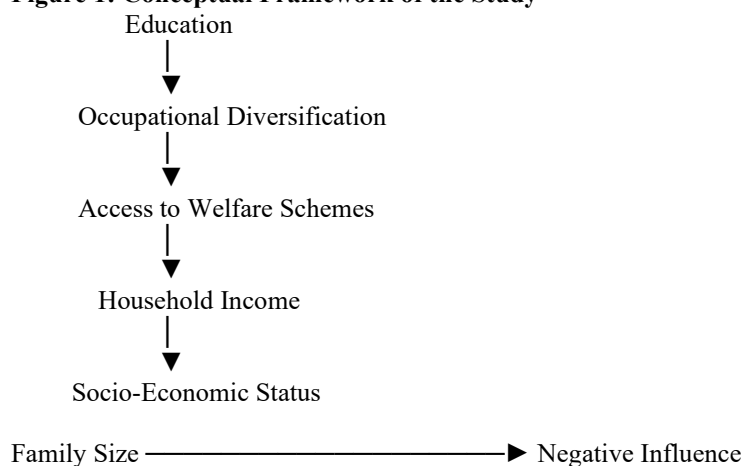 Figure 1: Conceptual Framework of the Study
Education
Occupational Diversification
Access to Welfare Schemes
Household Income
Socio-Economic Status
Family Size
Negative Influence